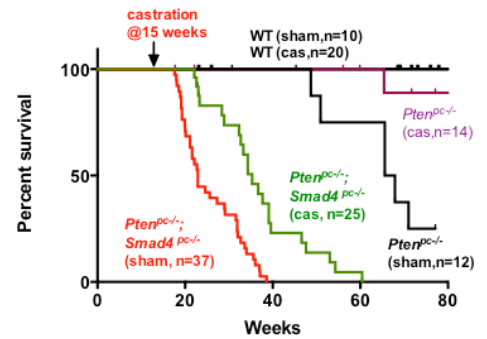 castration
@15 weeks
WT (sham,n=10)
WT (cas,n=20)
Percent survival
100
50
0
Pten^pc-/-
(cas,n=14)
Pten^pc-/-;
Smad4 ^pc-/-
(cas, n=25)
Pten^pc-/-;
Smad4 ^pc-/-
(sham, n=37)
Pten^pc-/-
(sham,n=12)
0 20 40 60 80
Weeks